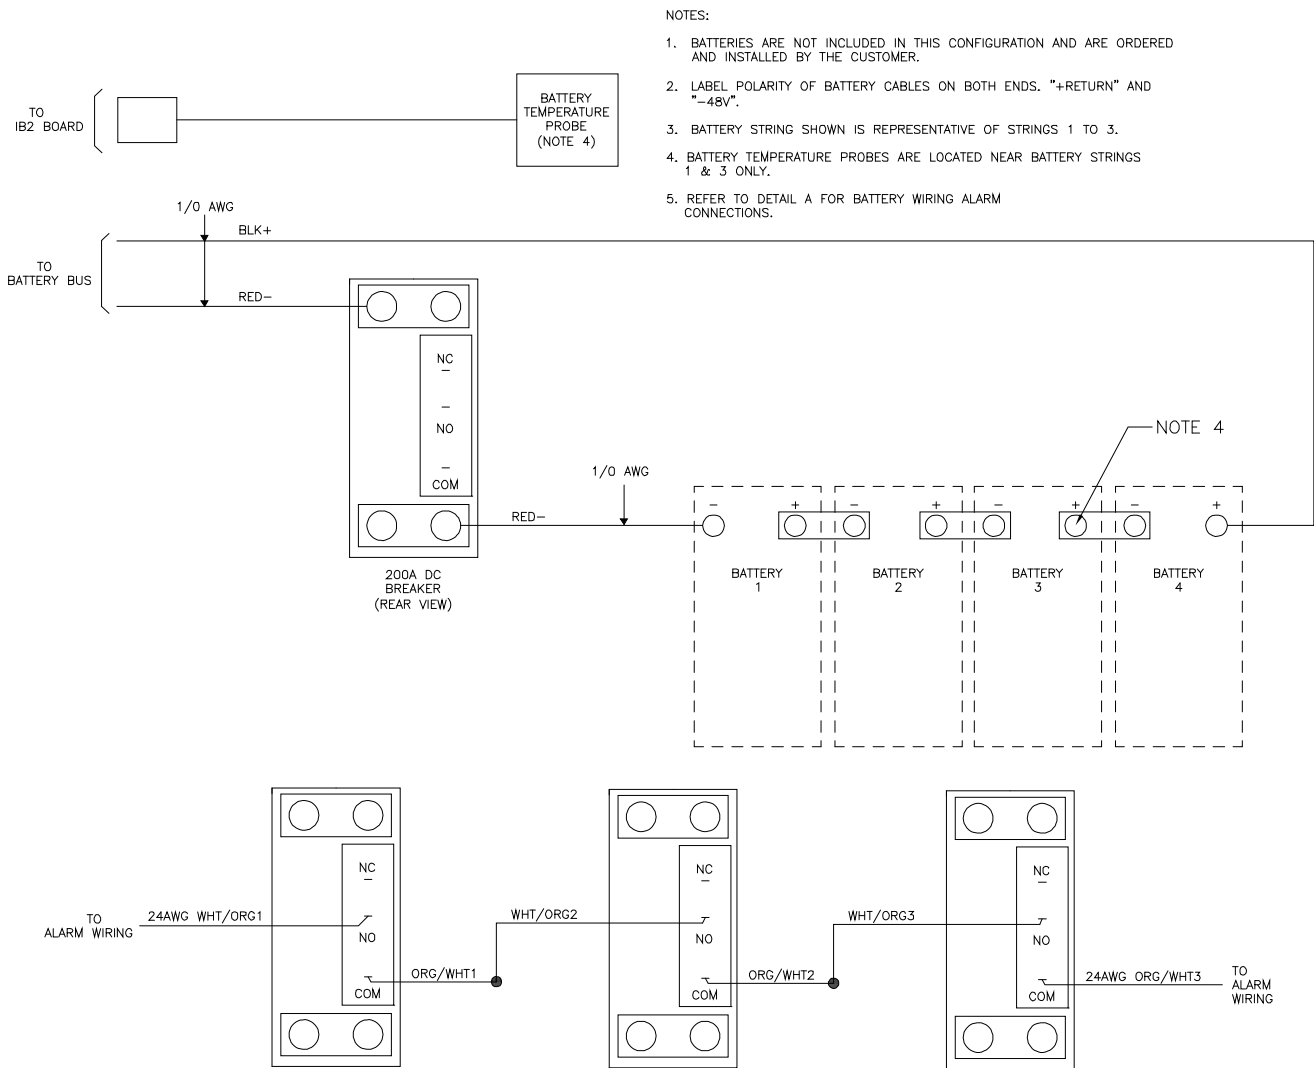 NOTES:
1. BATTERIES ARE NOT INCLUDED IN THIS CONFIGURATION AND ARE ORDERED
AND INSTALLED BY THE CUSTOMER.
2. LABEL POLARITY OF BATTERY CABLES ON BOTH ENDS. "+RETURN" AND
"-48V".
3. BATTERY STRING SHOWN IS REPRESENTATIVE OF STRINGS 1 TO 3.
4. BATTERY TEMPERATURE PROBES ARE LOCATED NEAR BATTERY STRINGS
1 & 3 ONLY.
5. REFER TO DETAIL A FOR BATTERY WIRING ALARM
CONNECTIONS.
TO
IB2 BOARD
BATTERY
TEMPERATURE
PROBE
(NOTE 4)
1/0 AWG
BLK+
TO
BATTERY BUS
RED-
NC
NO
COM
200A DC
BREAKER
(REAR VIEW)
RED-
1/0 AWG
NOTE 4
- + - + - + - +
BATTERY
1
BATTERY
2
BATTERY
3
BATTERY
4
TO
ALARM WIRING
24AWG WHT/ORG1
NC
NO
COM
ORG/WHT1
WHT/ORG2
NC
NO
COM
ORG/WHT2
WHT/ORG3
NC
NO
COM
24AWG ORG/WHT3
TO
ALARM
WIRING